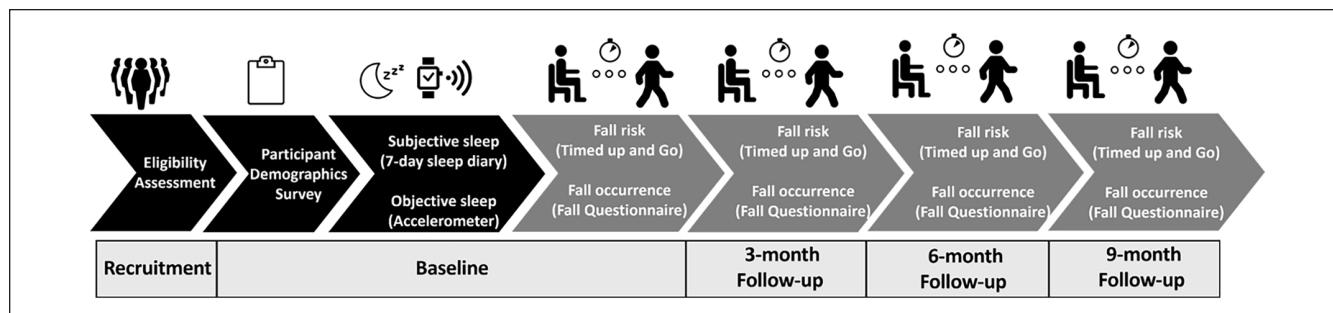 zzz
Eligibility
Assessment
Participant
Demographics
Survey
Subjective sleep
(7-day sleep diary)
Objective sleep
(Accelerometer)
Fall risk
(Timed up and Go)
Fall occurrence
(Fall Questionnaire)
Fall risk
(Timed up and Go)
Fall occurrence
(Fall Questionnaire)
Fall risk
(Timed up and Go)
Fall occurrence
(Fall Questionnaire)
Fall risk
(Timed up and Go)
Fall occurrence
(Fall Questionnaire)
Recruitment
Baseline
3-month
Follow-up
6-month
Follow-up
9-month
Follow-up